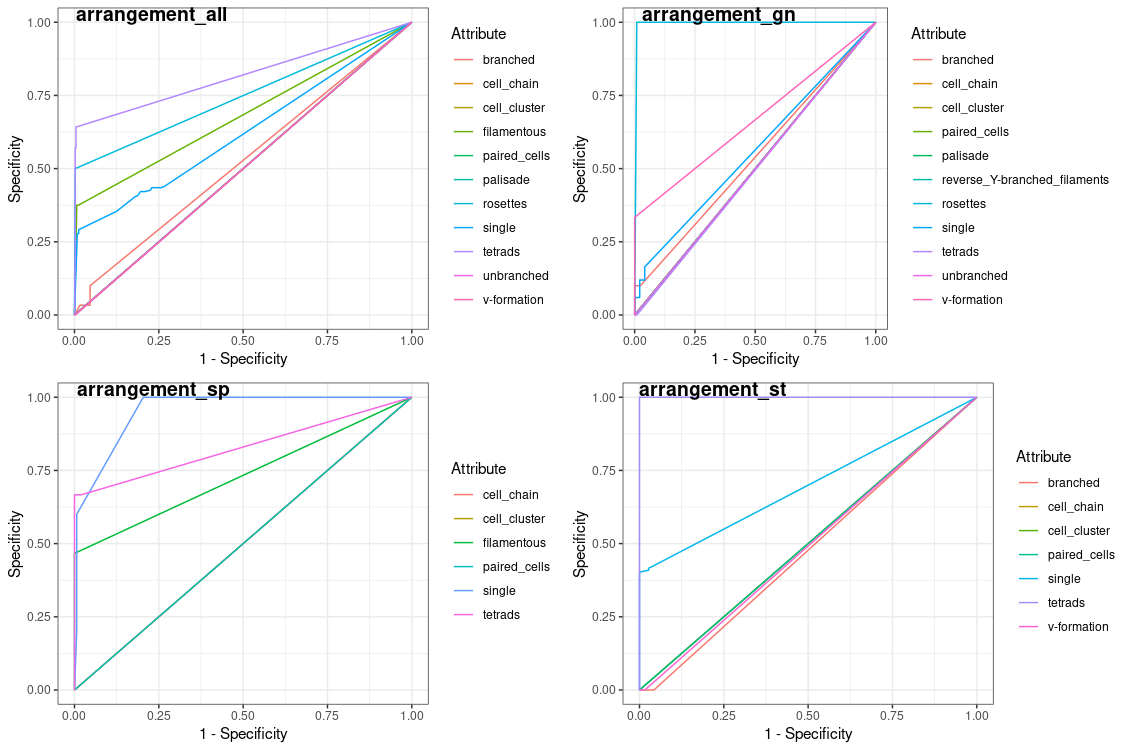 arrangement_all
Specificity
1.00
0.75
0.50
0.25
0.00
0.00 0.25 0.50 0.75 1.00
1 - Specificity
Attribute
branched
cell_chain
cell_cluster
filamentous
paired_cells
palisade
rosettes
single
tetrads
unbranched
v-formation
arrangement_gn
Specificity
1.00
0.75
0.50
0.25
0.00
0.00 0.25 0.50 0.75 1.00
1 - Specificity
Attribute
branched
cell_chain
cell_cluster
paired_cells
palisade
reverse_Y-branched_filaments
rosettes
single
tetrads
unbranched
v-formation
arrangement_sp
Specificity
1.00
0.75
0.50
0.25
0.00
0.00 0.25 0.50 0.75 1.00
1 - Specificity
Attribute
cell_chain
cell_cluster
filamentous
paired_cells
single
tetrads
arrangement_st
Specificity
1.00
0.75
0.50
0.25
0.00
0.00 0.25 0.50 0.75 1.00
1 - Specificity
Attribute
branched
cell_chain
cell_cluster
paired_cells
single
tetrads
v-formation